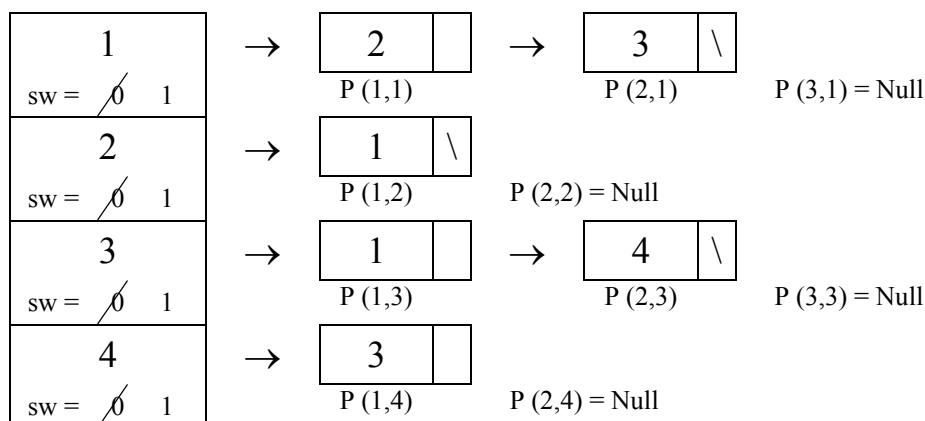 1 → 2 → 3 \
sw = 0 1 P (1,1) P (2,1) P (3,1) = Null
2 → 1 \
sw = 0 1 P (1,2) P (2,2) = Null
3 → 1 → 4 \
sw = 0 1 P (1,3) P (2,3) P (3,3) = Null
4 → 3
sw = 0 1 P (1,4) P (2,4) = Null